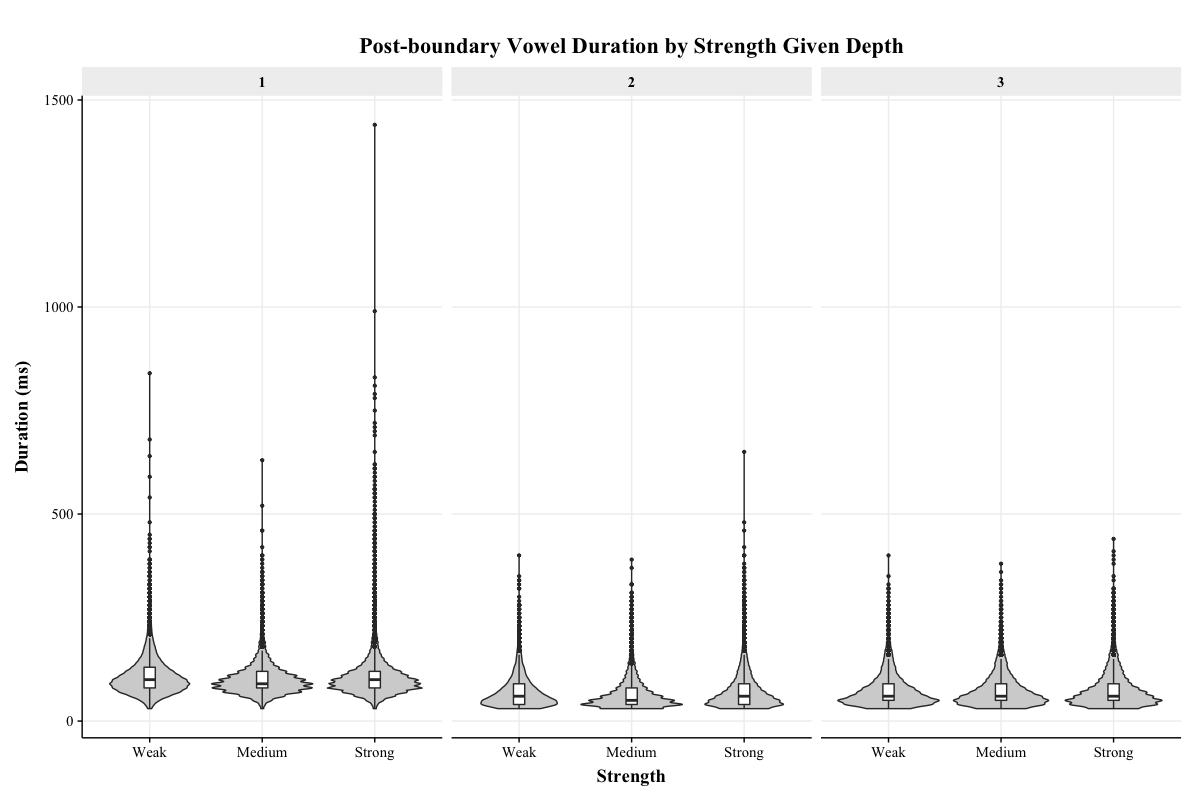 Post-boundary Vowel Duration by Strength Given Depth
1 2 3
1500
1000
500
0
Duration (ms)
Weak Medium Strong Weak Medium Strong Weak Medium Strong
Strength